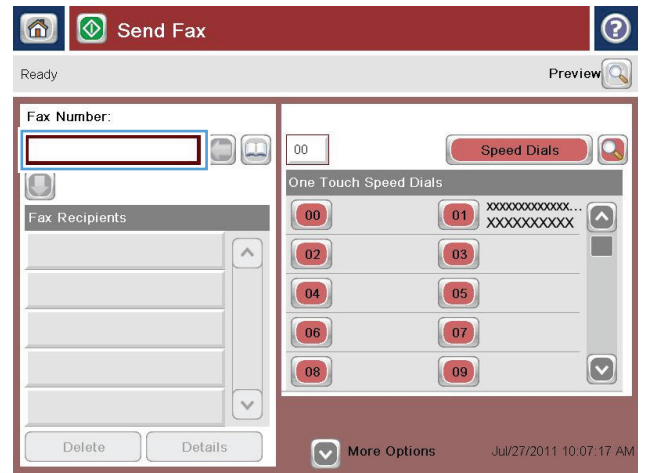 Send Fax
Ready
Preview
Fax Number:
00
Speed Dials
One Touch Speed Dials
Fax Recipients
00
01 XXXXXXXXXXXXX...
XXXXXXXXXX
02
03
04
05
06
07
08
09
Delete
Details
More Options
Jul/27/2011 10:07:17 AM